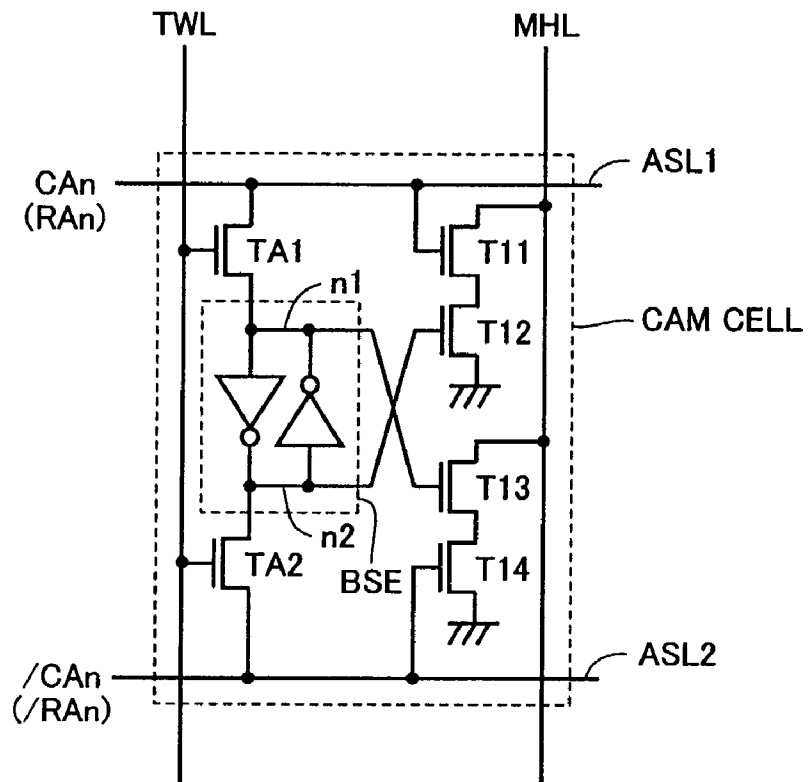 TWL
MHL
ASL1
CAn
(RAn)
TA1
T11
n1
T12
CAM CELL
T13
n2
TA2
BSE
T14
ASL2
/CAn
(/RAn)